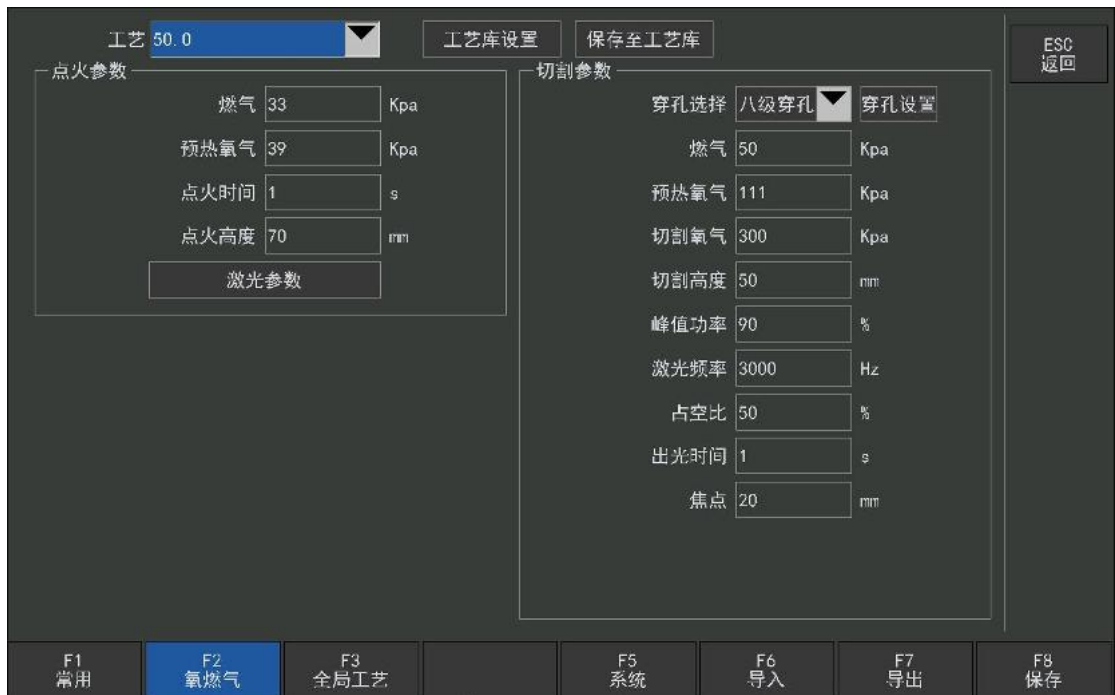 工艺 50.0 工艺库设置 保存至工艺库
ESC
返回
点火参数
燃气 33 Kpa
预热氧气 39 Kpa
点火时间 1 s
点火高度 70 mm
激光参数
切割参数
穿孔选择 八级穿孔 穿孔设置
燃气 50 Kpa
预热氧气 111 Kpa
切割氧气 300 Kpa
切割高度 50 mm
峰值功率 90 %
激光频率 3000 Hz
占空比 50 %
出光时间 1 s
焦点 20 mm
F1
常用
F2
氧燃气
F3
全局工艺
F5
系统
F6
导入
F7
导出
F8
保存